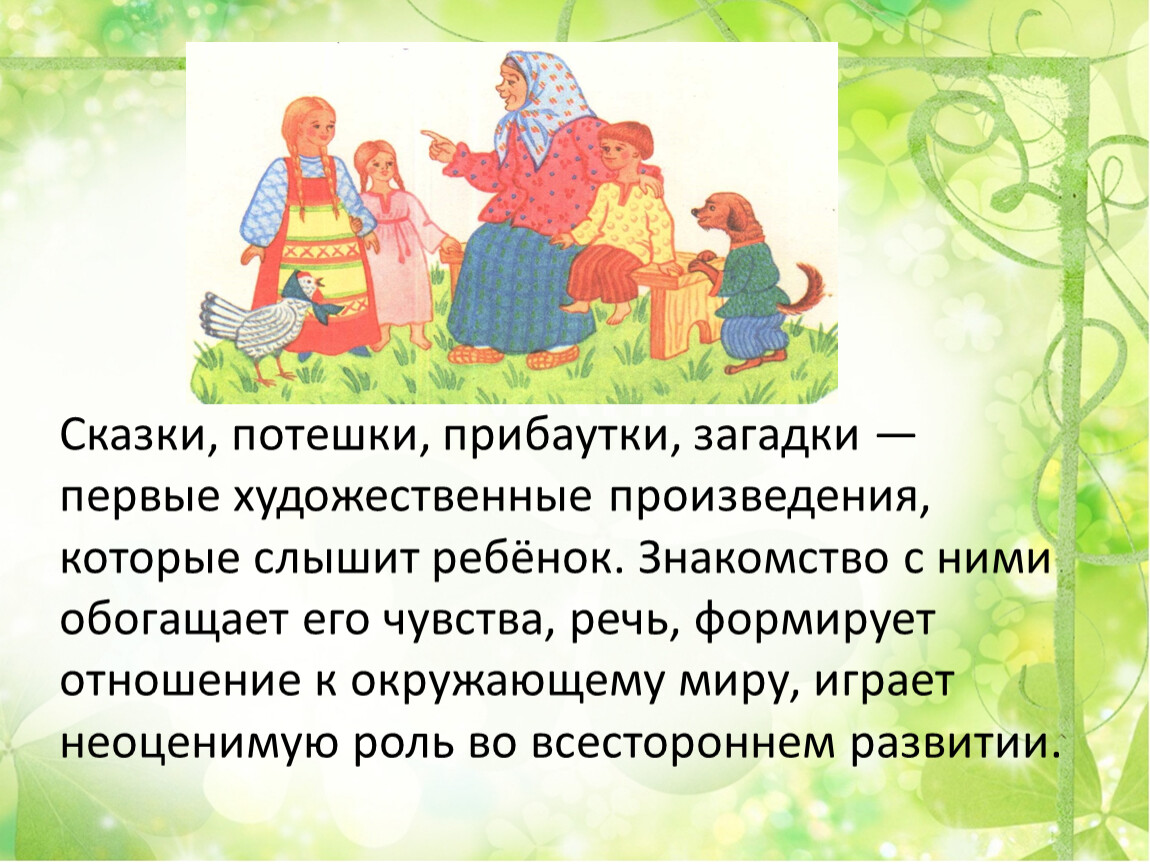 Сказки, потешки, прибаутки, загадки —
первые художественные произведения,
которые слышит ребёнок. Знакомство с ними
обогащает его чувства, речь, формирует
отношение к окружающему миру, играет
неоценимую роль во всестороннем развитии.